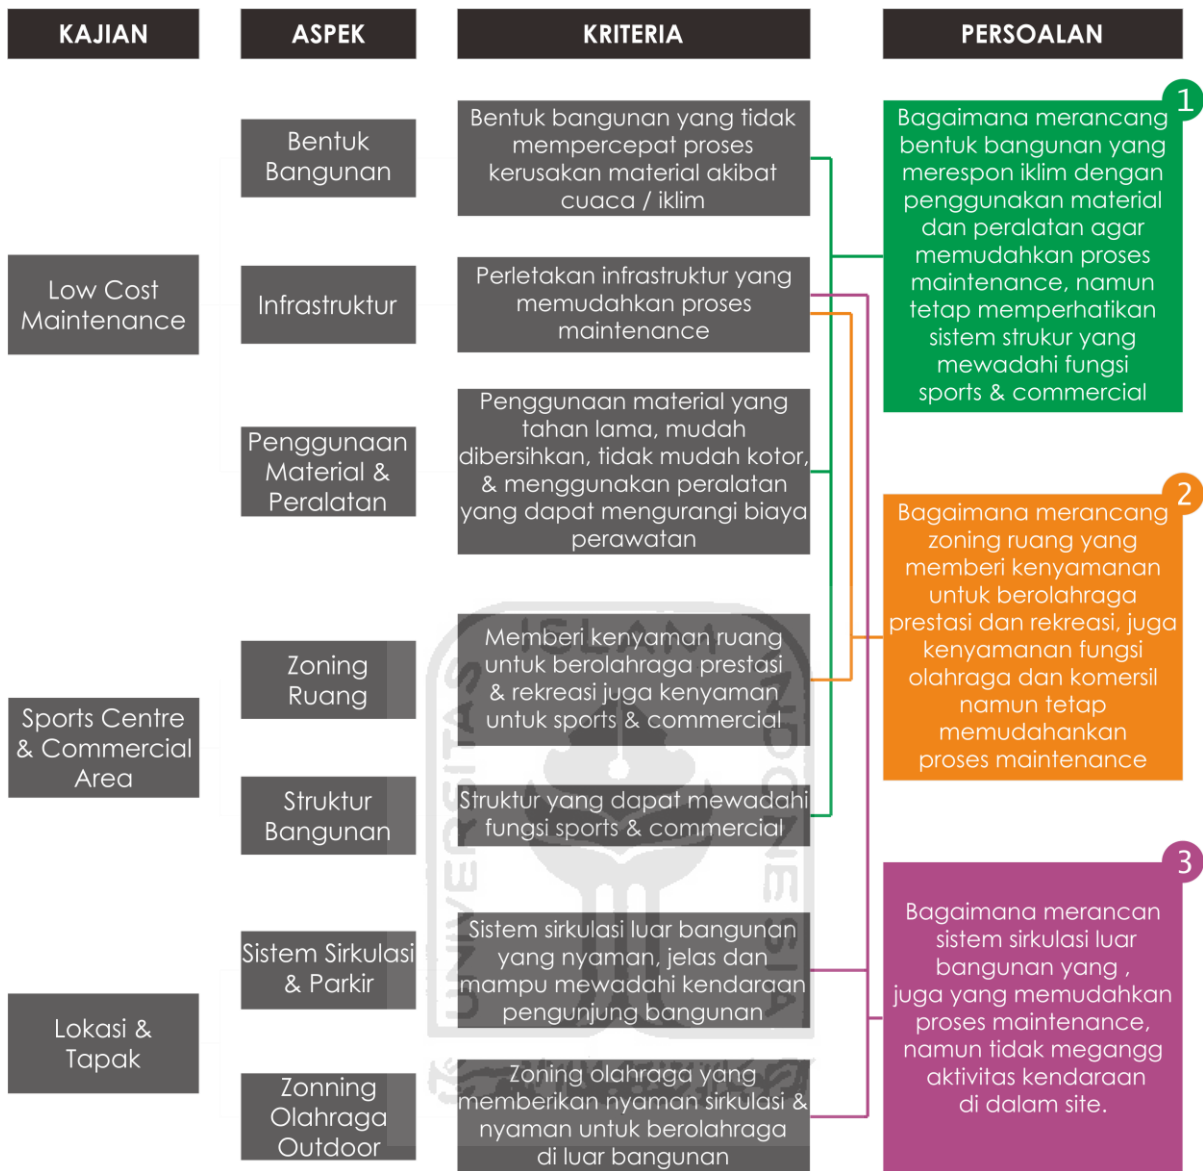 KAJIAN
ASPEK
KRITERIA
PERSOALAN
Low Cost
Maintenance
Bentuk
Bangunan
Bentuk bangunan yang tidak
mempercepat proses
kerusakan material akibat
cuaca / iklim
Infrastruktur
Perletakan infrastruktur yang
memudahkan proses
maintenance
Penggunaan
Material &
Peralatan
Penggunaan material yang
tahan lama, mudah
dibersihkan, tidak mudah kotor,
& menggunakan peralatan
yang dapat mengurangi biaya
perawatan
Sports Centre
& Commercial
Area
Zoning
Ruang
Memberi kenyaman ruang
untuk berolahraga prestasi
& rekreasi juga kenyaman
untuk sports & commercial
Struktur
Bangunan
Struktur yang dapat mewadahi
fungsi sports & commercial
Lokasi &
Tapak
Sistem Sirkulasi
& Parkir
Sistem sirkulasi luar bangunan
yang nyaman, jelas dan
mampu mewadahi kendaraan
pengunjung bangunan
Zonning
Olahraga
Outdoor
Zoning olahraga yang
memberikan nyaman sirkulasi &
nyaman untuk berolahraga
di luar bangunan
1
Bagaimana merancang
bentuk bangunan yang
merespon iklim dengan
penggunakan material
dan peralatan agar
memudahkan proses
maintenance, namun
tetap memperhatikan
sistem strukur yang
mewadahi fungsi
sports & commercial
2
Bagaimana merancang
zoning ruang yang
memberi kenyamanan
untuk berolahraga
prestasi dan rekreasi, juga
kenyamanan fungsi
olahraga dan komersil
namun tetap
memudahankan
proses maintenance
3
Bagaimana merancan
sistem sirkulasi luar
bangunan yang ,
juga yang memudahkan
proses maintenance,
namun tidak megangg
aktivitas kendaraan
di dalam site.
UNIVERSITAS
ISLAM
INDONESIA